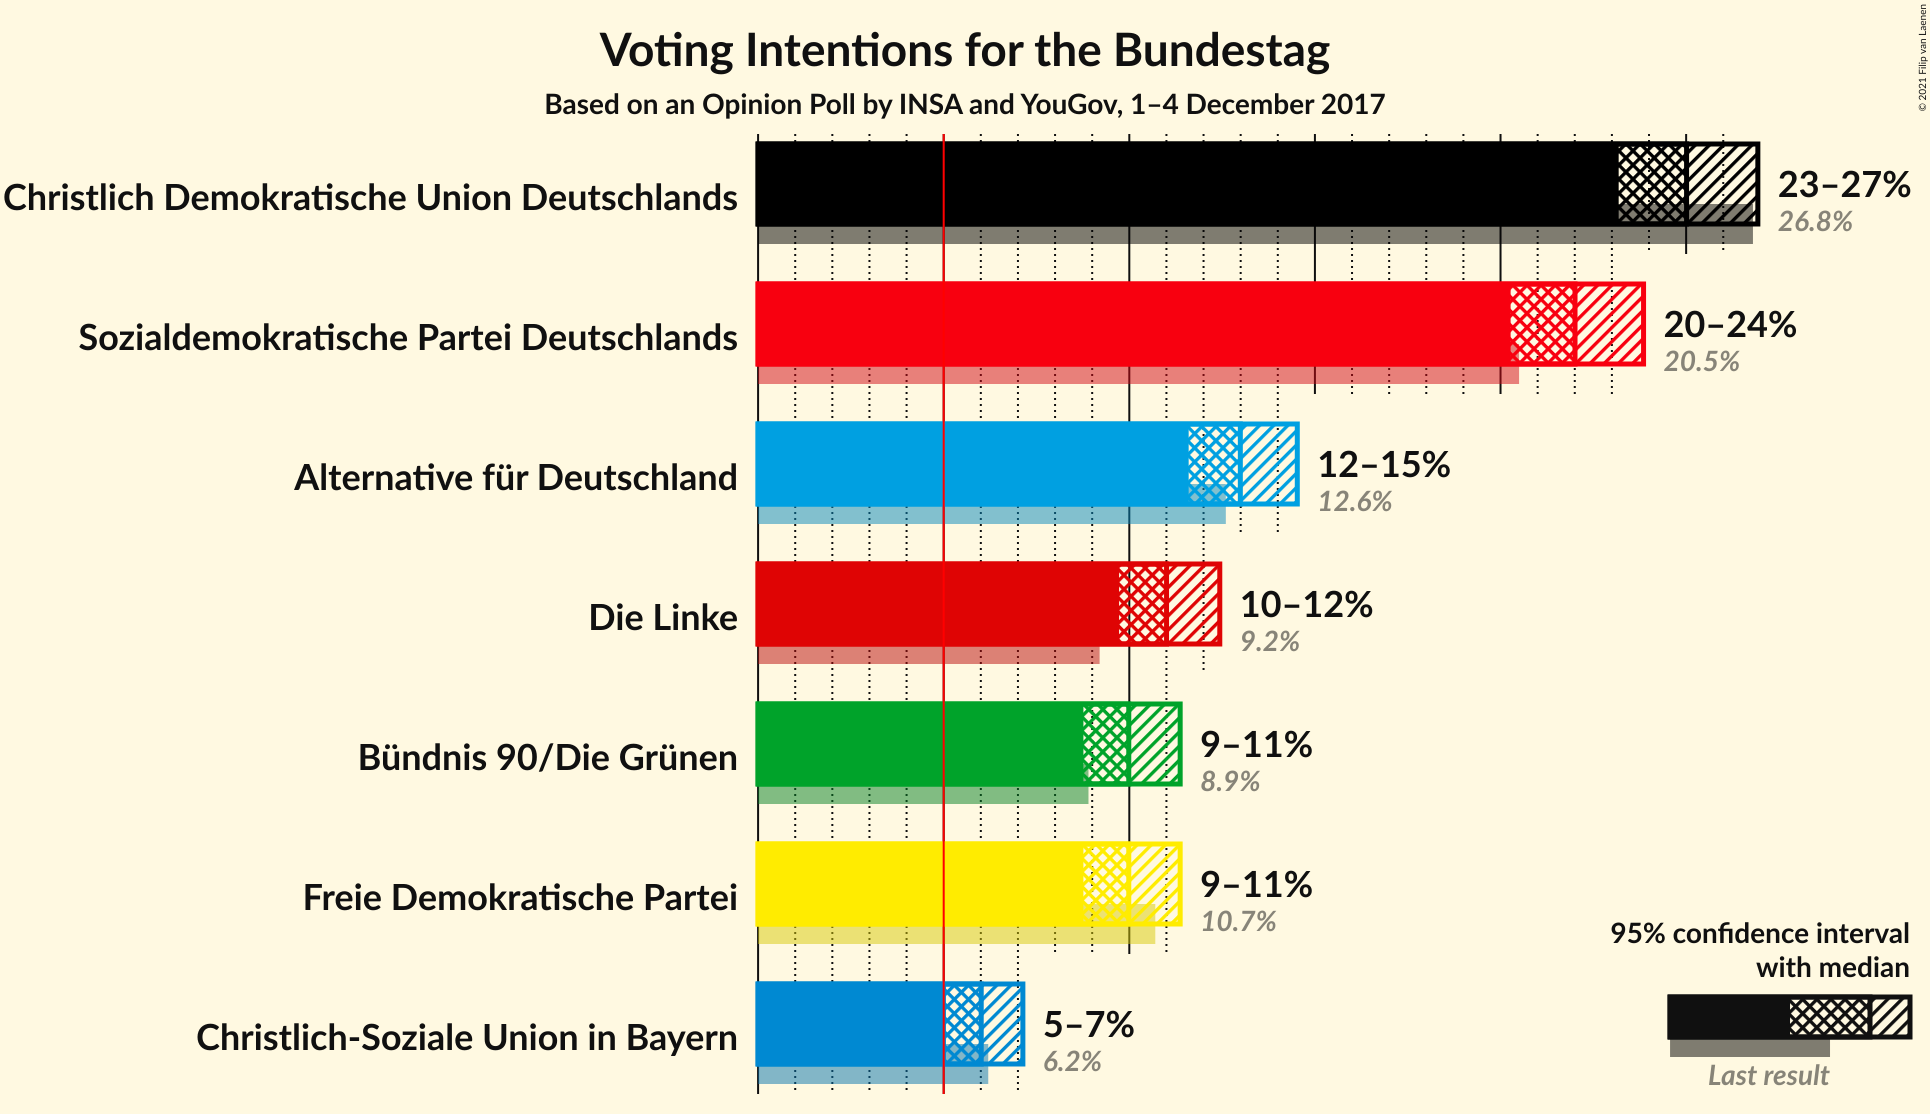 Voting Intentions for the Bundestag
Based on an Opinion Poll by INSA and YouGov, 1–4 December 2017
© 2021 Filip van Laenen
Christlich Demokratische Union Deutschlands
23–27%
26.8%
Sozialdemokratische Partei Deutschlands
20–24%
20.5%
Alternative für Deutschland
12–15%
12.6%
Die Linke
10–12%
9.2%
Bündnis 90/Die Grünen
9–11%
8.9%
Freie Demokratische Partei
9–11%
10.7%
Christlich-Soziale Union in Bayern
5–7%
6.2%
95% confidence interval
with median
Last result